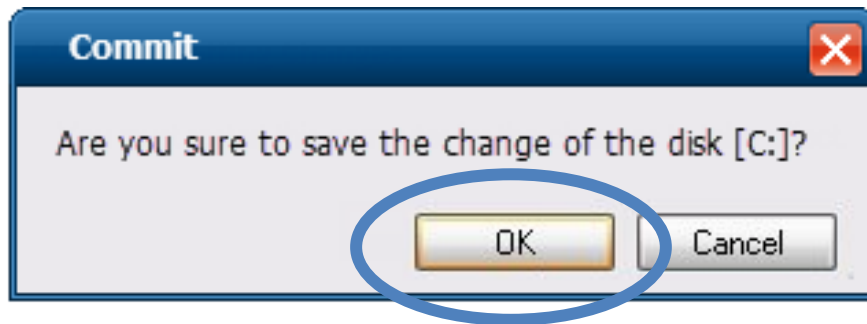 Commit
Are you sure to save the change of the disk [C:]?
OK
Cancel